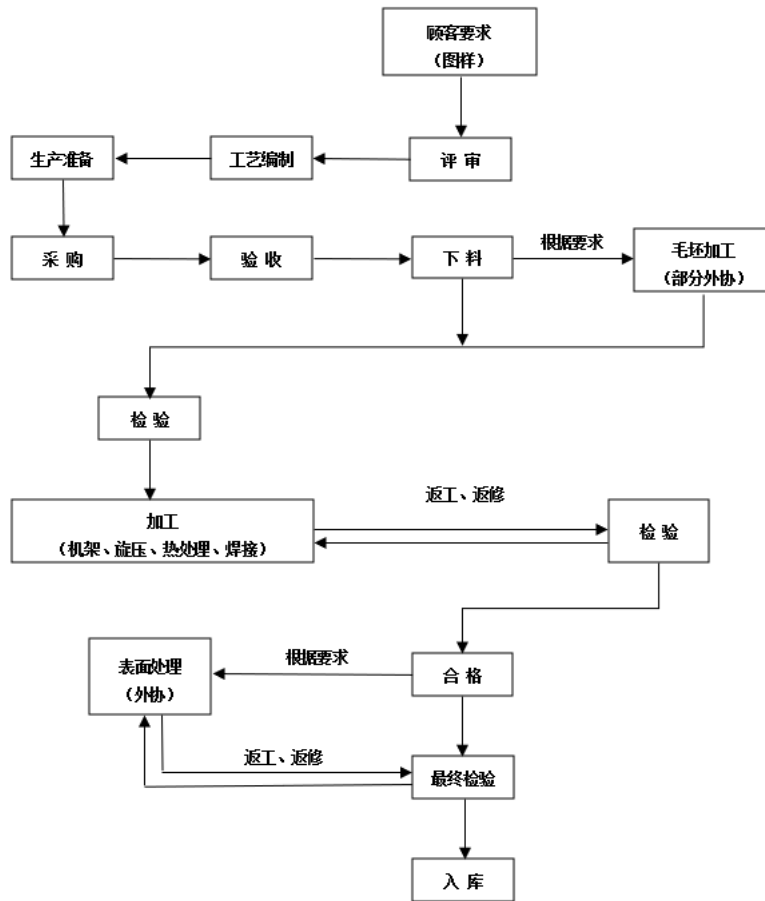 顾客要求
（图样）
生产准备
工艺编制
评 审
采 购
验 收
下 料
根据要求
毛坯加工
（部分外协）
检 验
加工
（机架、旋压、热处理、焊接）
返工、返修
检 验
表面处理
（外协）
根据要求
合 格
返工、返修
最终检验
入 库